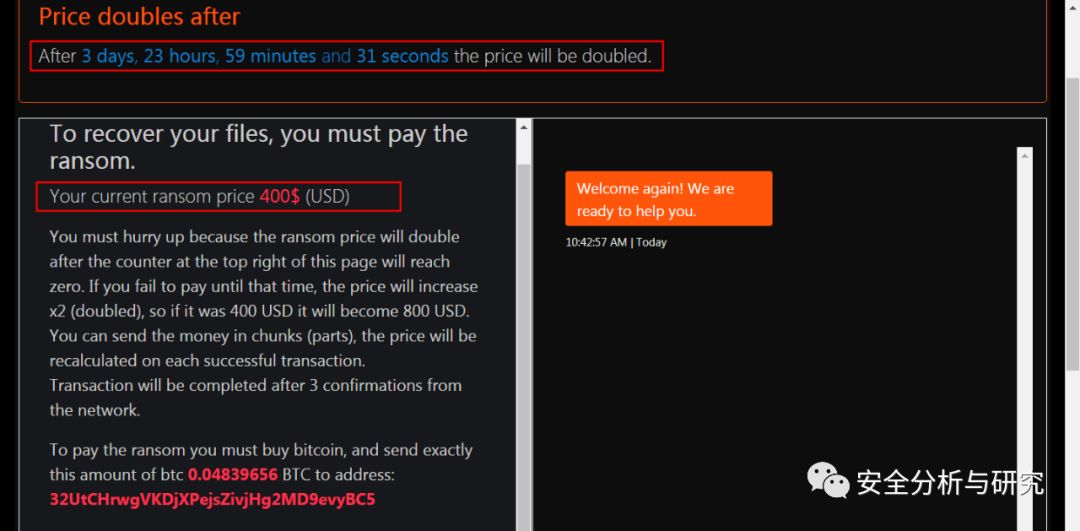 Price doubles after
After 3 days, 23 hours, 59 minutes and 31 seconds the price will be doubled.
To recover your files, you must pay the
ransom.
Your current ransom price 400$ (USD)
You must hurry up because the ransom price will double
after the counter at the top right of this page will reach
zero. If you fail to pay until that time, the price will increase
x2 (doubled), so if it was 400 USD it will become 800 USD.
You can send the money in chunks (parts), the price will be
recalculated on each successful transaction.
Transaction will be completed after 3 confirmations from
the network.
To pay the ransom you must buy bitcoin, and send exactly
this amount of btc 0.04839656 BTC to address:
32UtCHrwgVKDjXPejsZivjHg2MD9evyBC5
Welcome again! We are
ready to help you.
10:42:57 AM | Today
安全分析与研究